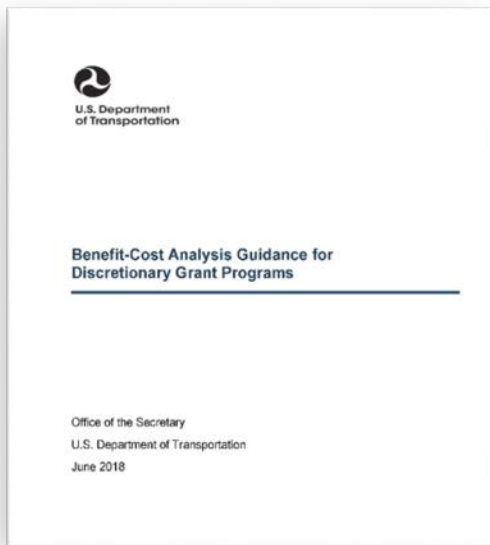 U.S. Department
of Transportation
Benefit-Cost Analysis Guidance for
Discretionary Grant Programs
Office of the Secretary
U.S. Department of Transportation
June 2018